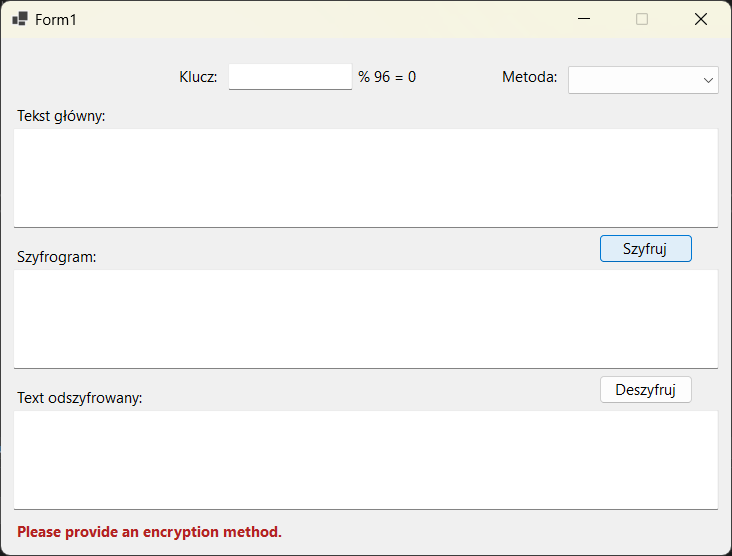 Form1
Klucz: % 96 = 0 Metoda:
Tekst główny:
Szyfruj
Szyfrogram:
Deszyfruj
Text odszyfrowany:
Please provide an encryption method.